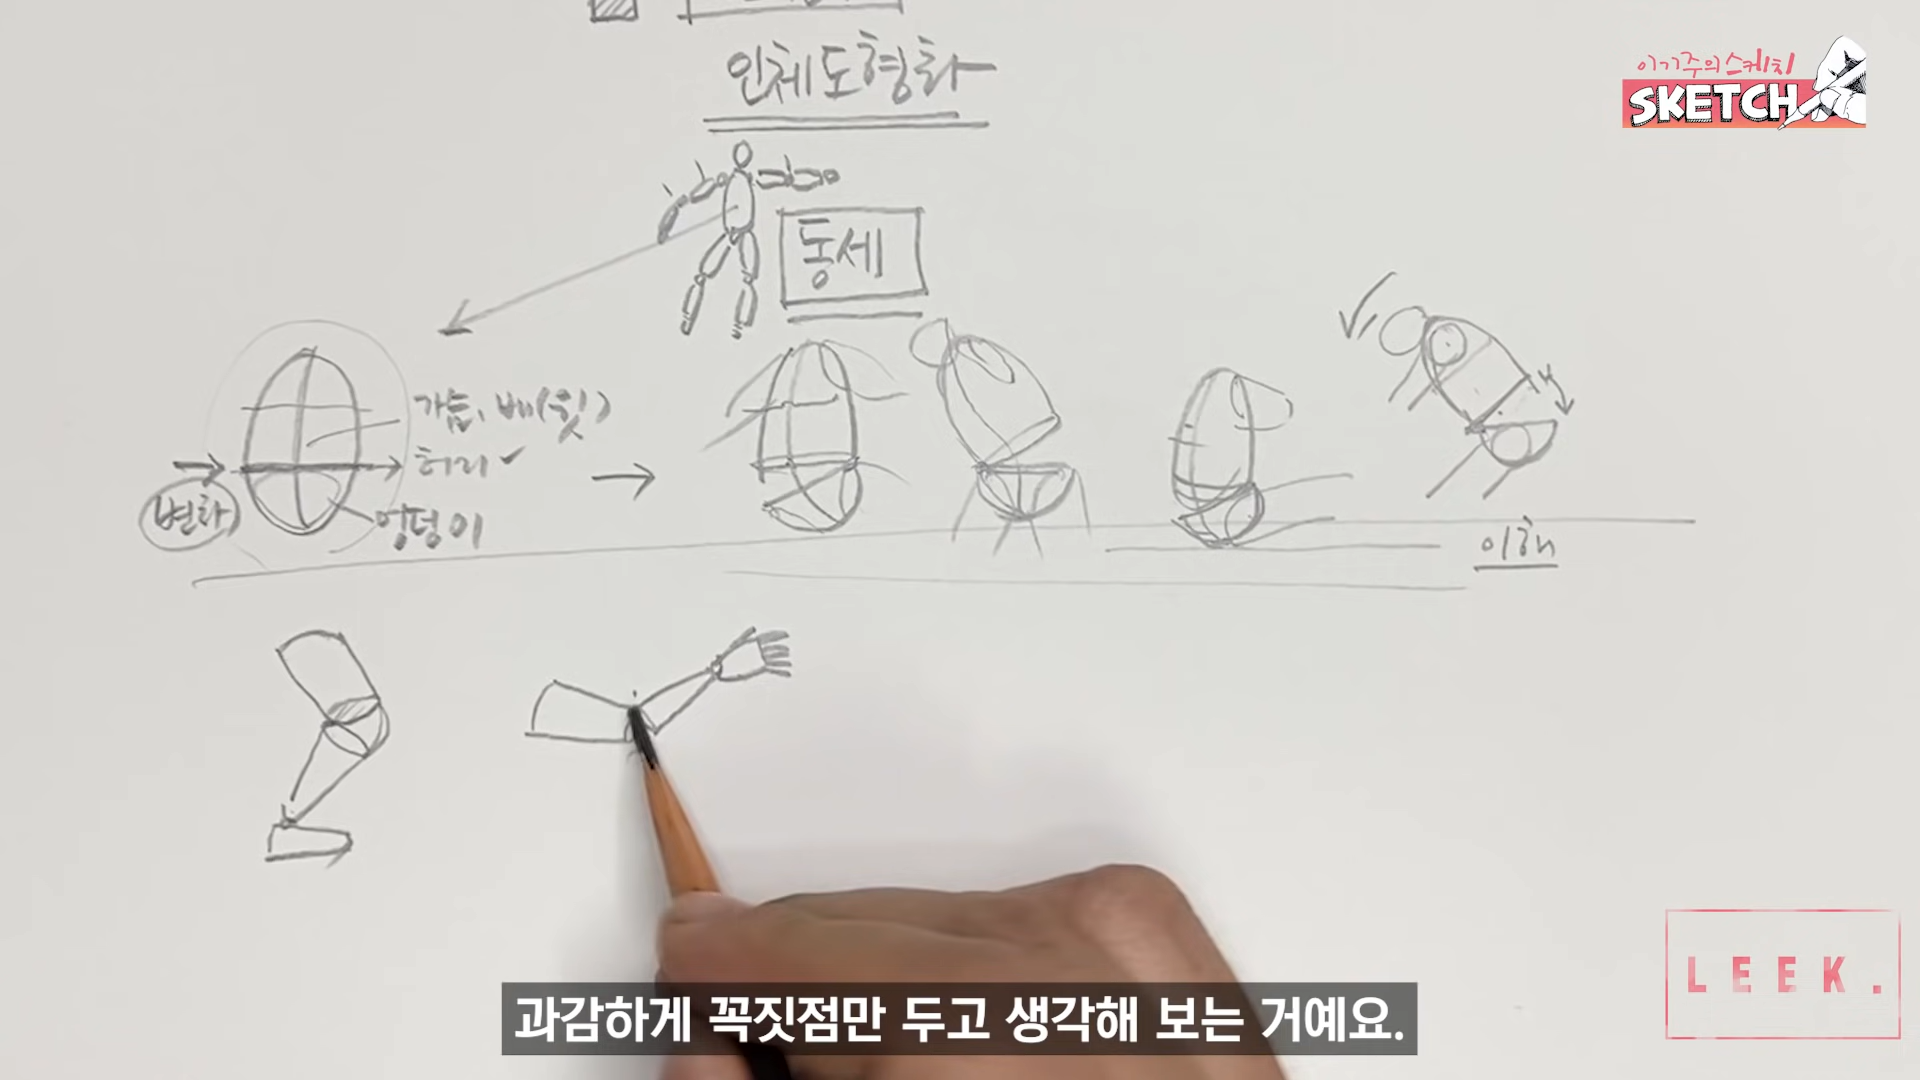 인체도형화
이기주의스케치
SKETCH
동세
가슴, 배(윗)
허리 ✓
변화
엉덩이
이해
LEEK.
과감하게 꼭짓점만 두고 생각해 보는 거예요.